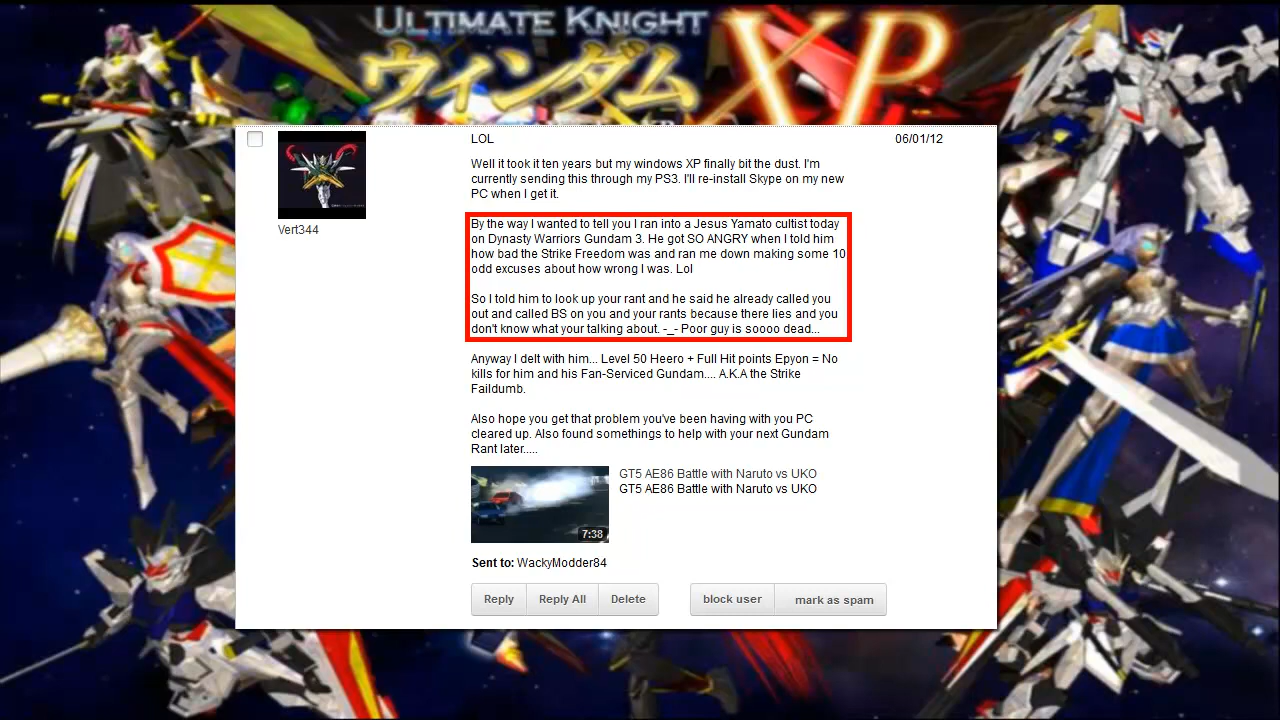 ULTIMATE KNIGHT
ウィンダム XP
LOL
06/01/12
Well it took it ten years but my windows XP finally bit the dust. I'm
currently sending this through my PS3. I'll re-install Skype on my new
PC when I get it.
By the way I wanted to tell you I ran into a Jesus Yamato cultist today
on Dynasty Warriors Gundam 3. He got SO ANGRY when I told him
how bad the Strike Freedom was and ran me down making some 10
odd excuses about how wrong I was. Lol
So I told him to look up your rant and he said he already called you
out and called BS on you and your rants because there lies and you
don't know what your talking about. -_- Poor guy is soooo dead...
Anyway I delt with him... Level 50 Heero + Full Hit points Epyon = No
kills for him and his Fan-Serviced Gundam.... A.K.A the Strike
Faildumb.
Also hope you get that problem you've been having with you PC
cleared up. Also found somethings to help with your next Gundam
Rant later.....
Vert344
GT5 AE86 Battle with Naruto vs UKO
GT5 AE86 Battle with Naruto vs UKO
7:38
Sent to: WackyModder84
Reply
Reply All
Delete
block user
mark as spam